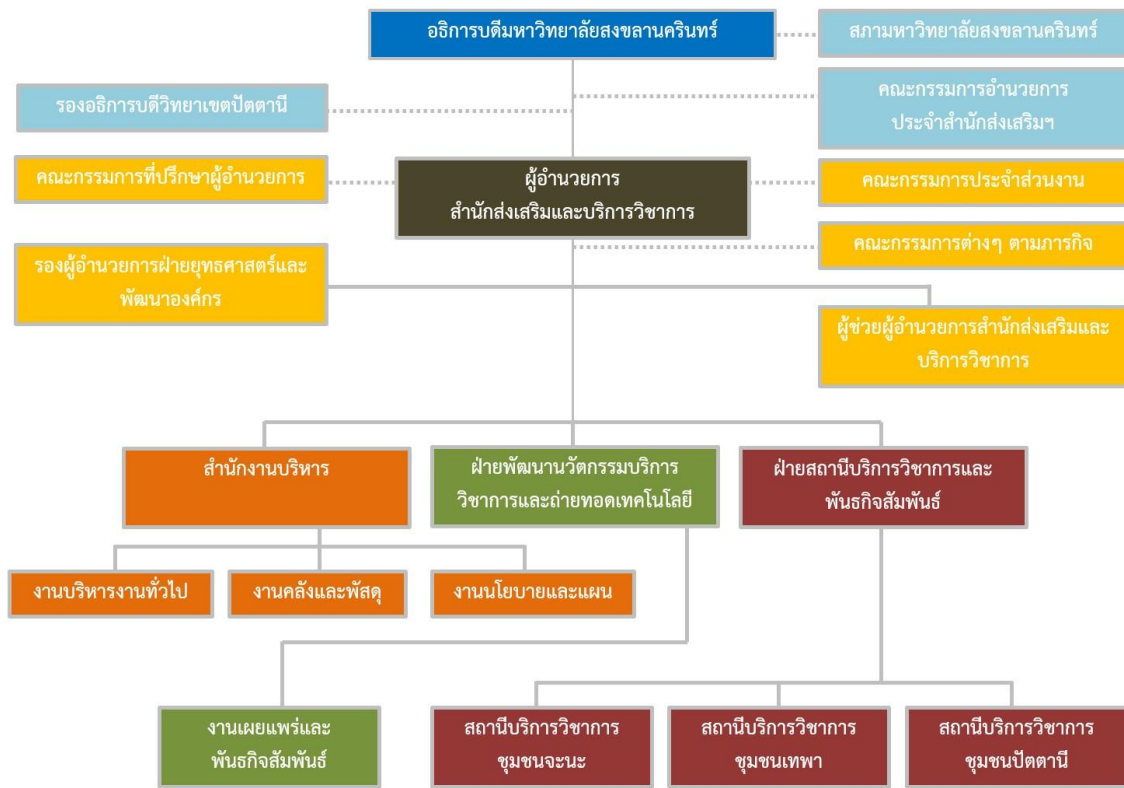 อธิการบดีมหาวิทยาลัยสงขลานครินทร์
สภามหาวิทยาลัยสงขลานครินทร์
รองอธิการบดีวิทยาเขตปัตตานี
คณะกรรมการอำนวยการ
ประจำสำนักส่งเสริมฯ
คณะกรรมการที่ปรึกษาผู้อำนวยการ
ผู้อำนวยการ
สำนักส่งเสริมและบริการวิชาการ
คณะกรรมการประจำส่วนงาน
คณะกรรมการต่างๆ ตามภารกิจ
รองผู้อำนวยการฝ่ายยุทธศาสตร์และ
พัฒนาองค์กร
ผู้ช่วยผู้อำนวยการสำนักส่งเสริมและ
บริการวิชาการ
สำนักงานบริหาร
ฝ่ายพัฒนานวัตกรรมบริการ
วิชาการและถ่ายทอดเทคโนโลยี
ฝ่ายสถานีบริการวิชาการและ
พันธกิจสัมพันธ์
งานบริหารงานทั่วไป
งานคลังและพัสดุ
งานนโยบายและแผน
งานเผยแพร่และ
พันธกิจสัมพันธ์
สถานีบริการวิชาการ
ชุมชนจะนะ
สถานีบริการวิชาการ
ชุมชนเทพา
สถานีบริการวิชาการ
ชุมชนปัตตานี